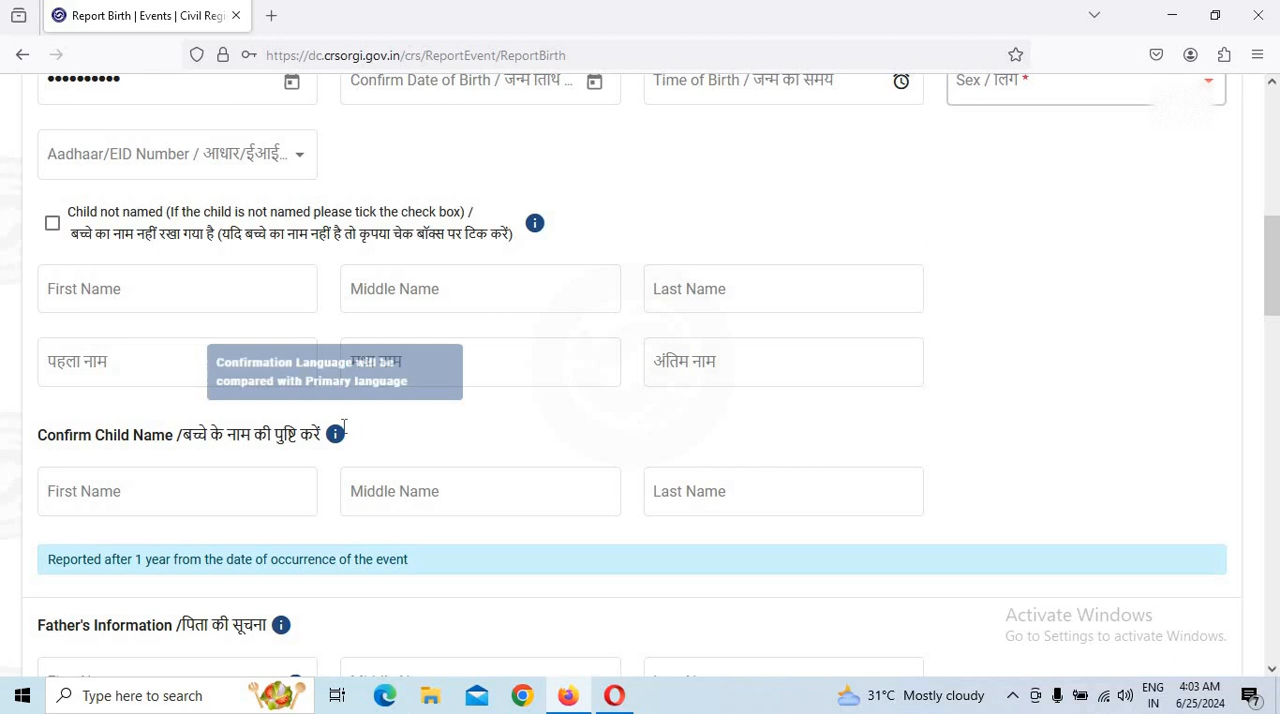 Report Birth | Events | Civil Regi
https://dc.crsorgi.gov.in/crs/ReportEvent/ReportBirth
Confirm Date of Birth / जन्म तिथि ...
Time of Birth / जन्म का समय
Sex / लिंग *
Aadhaar/EID Number / आधार/ईआई...
Child not named (If the child is not named please tick the check box) /
बच्चे का नाम नहीं रखा गया है (यदि बच्चे का नाम नहीं है तो कृपया चेक बॉक्स पर टिक करें)
First Name
Middle Name
Last Name
पहला नाम
अंतिम नाम
Confirmation Language will be
compared with Primary language
Confirm Child Name /बच्चे के नाम की पुष्टि करें
First Name
Middle Name
Last Name
Reported after 1 year from the date of occurrence of the event
Father's Information /पिता की सूचना
Activate Windows
Go to Settings to activate Windows.
Type here to search
31°C Mostly cloudy
ENG
IN
4:03 AM
6/25/2024
7